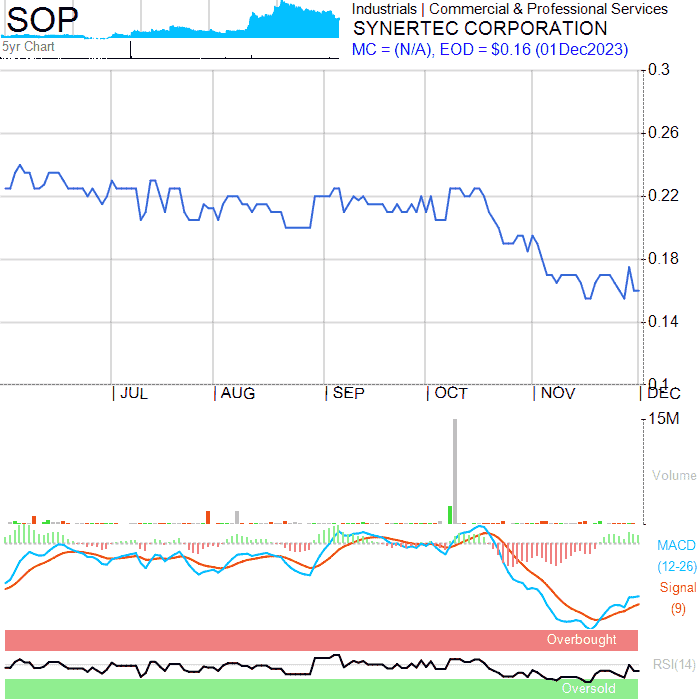 SOP
5yr Chart
Industrials | Commercial & Professional Services
SYNERTEC CORPORATION
MC = (N/A), EOD = $0.16 (01Dec2023)
0.3
0.26
0.22
0.18
0.14
0.1
JUL AUG SEP OCT NOV DEC
15M
Volume
MACD
(12-26)
Signal
(9)
Overbought
RSI(14)
Oversold